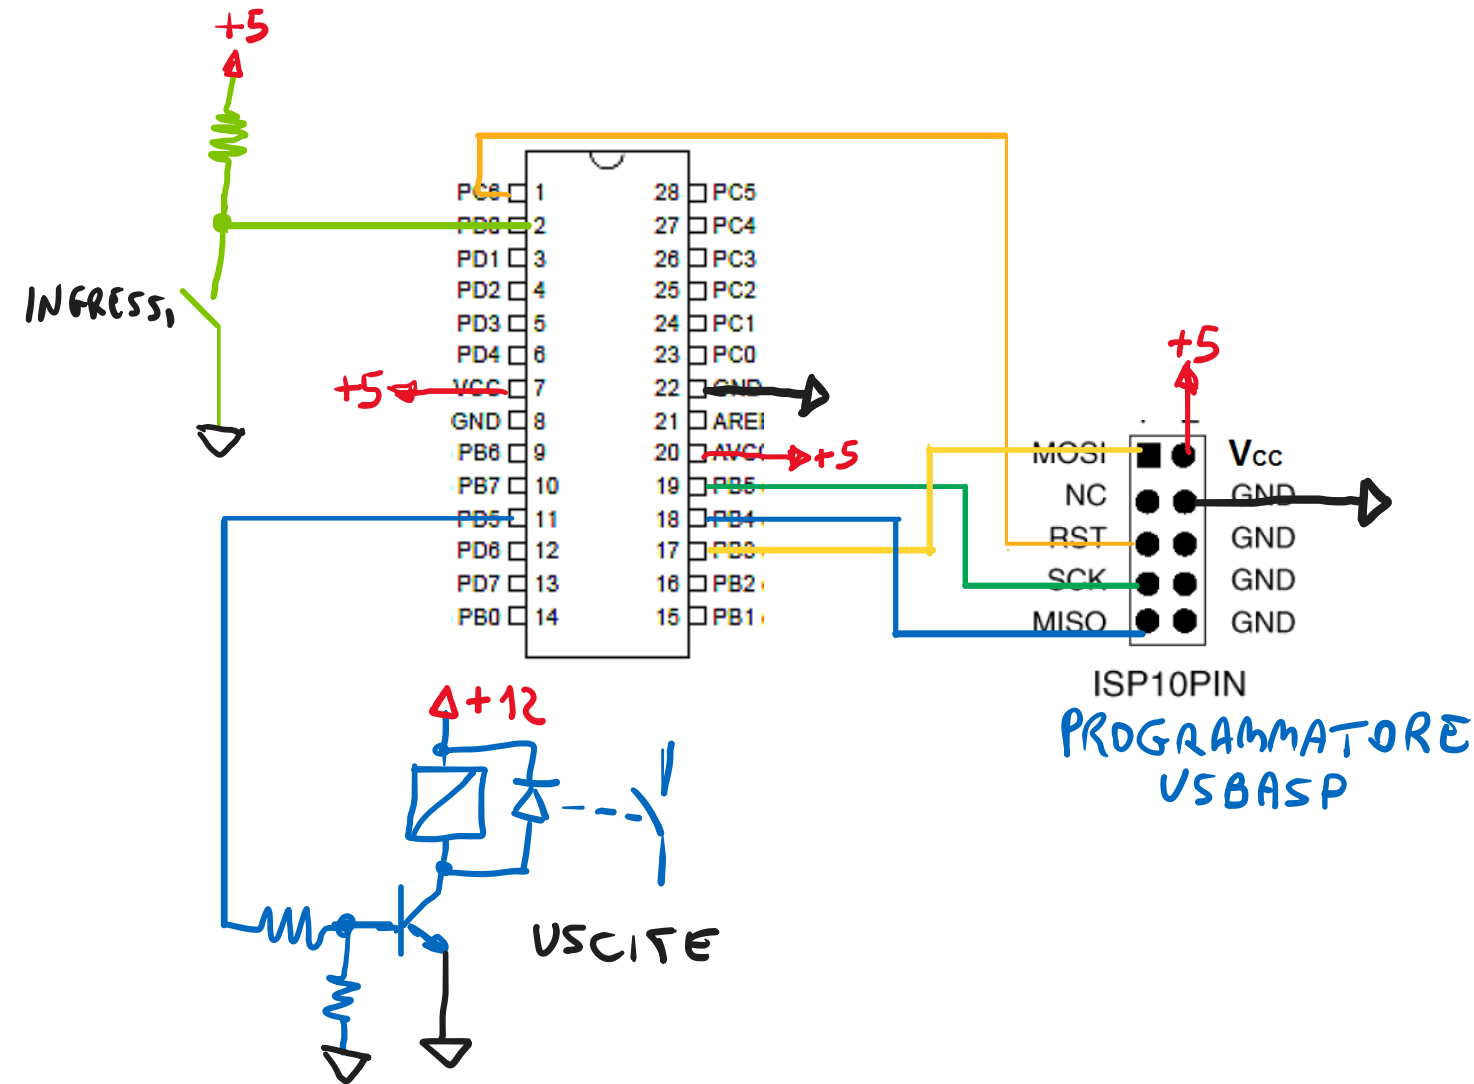 +5
PC6 1 28 PC5
PD0 2 27 PC4
PD1 3 26 PC3
PD2 4 25 PC2
INGRESSI
PD3 5 24 PC1
PD4 6 23 PC0
+5 VCC 7 22 GND
GND 8 21 AREF
PB6 9 20 AVCC +5
PB7 10 19 PB5
PD5 11 18 PB4
PD6 12 17 PB3
PD7 13 16 PB2
PB0 14 15 PB1
+5
MOSI Vcc
NC GND
RST GND
SCK GND
MISO GND
ISP10PIN
PROGRAMMATORE
USBASP
+12
USCITE